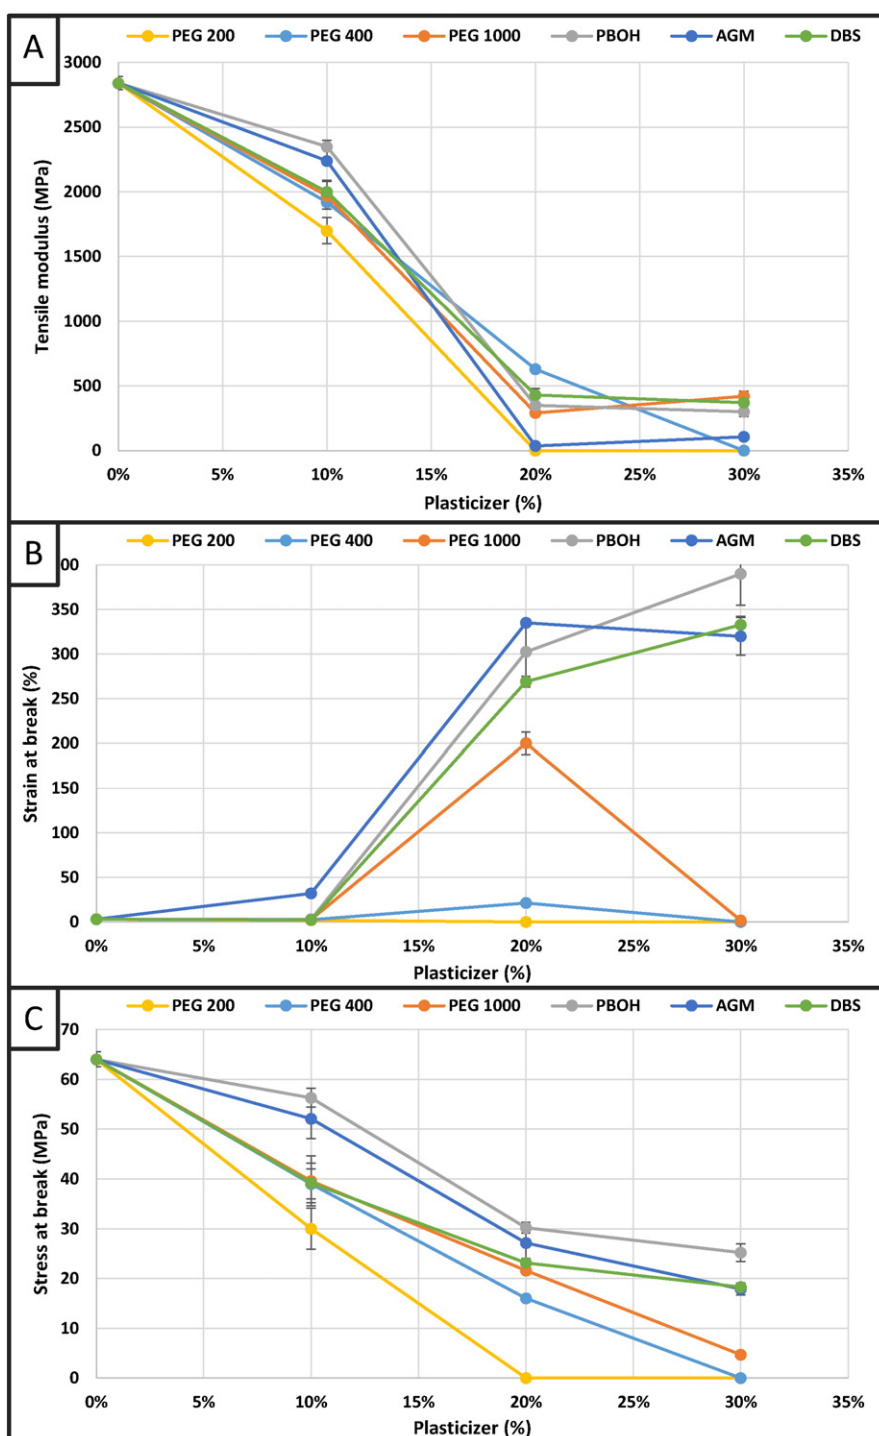 A
PEG 200 PEG 400 PEG 1000 PBOH AGM DBS
3000
2500
2000
1500
1000
500
0
Tensile modulus (MPa)
0% 5% 10% 15% 20% 25% 30% 35%
Plasticizer (%)
B
PEG 200 PEG 400 PEG 1000 PBOH AGM DBS
00
350
300
250
200
150
100
50
0
Strain at break (%)
0% 5% 10% 15% 20% 25% 30% 35%
Plasticizer (%)
C
PEG 200 PEG 400 PEG 1000 PBOH AGM DBS
70
60
50
40
30
20
10
0
Stress at break (MPa)
0% 5% 10% 15% 20% 25% 30% 35%
Plasticizer (%)